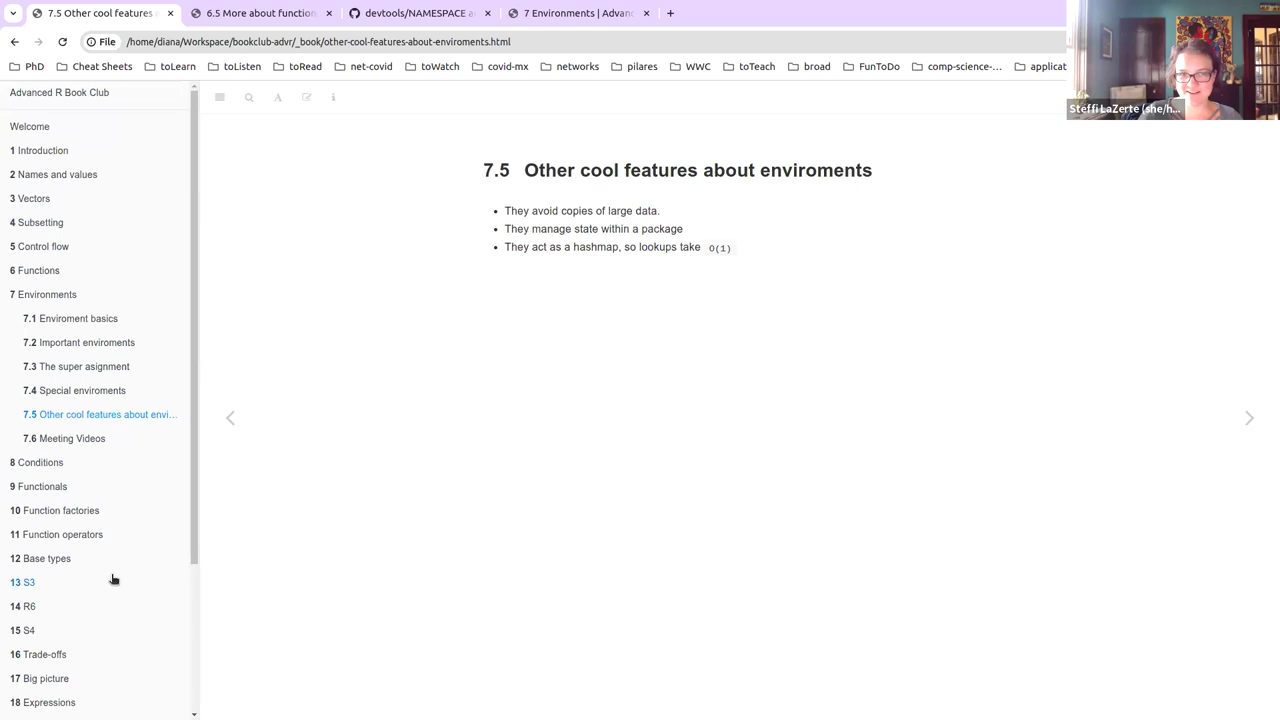 7.5 Other cool features
6.5 More about function
devtools/NAMESPACE a
7 Environments | Advanc
File
/home/diana/Workspace/bookclub-advr/_book/other-cool-features-about-enviroments.html
PhD
Cheat Sheets
toLearn
toListen
toRead
net-covid
toWatch
covid-mx
networks
pilares
WWC
toTeach
broad
FunToDo
comp-science-...
applicat
Steffi LaZerte (she/h...
Advanced R Book Club
Welcome
1 Introduction
2 Names and values
3 Vectors
4 Subsetting
5 Control flow
6 Functions
7 Environments
7.1 Enviroment basics
7.2 Important enviroments
7.3 The super asignment
7.4 Special enviroments
7.5 Other cool features about envi...
7.6 Meeting Videos
8 Conditions
9 Functionals
10 Function factories
11 Function operators
12 Base types
13 S3
14 R6
15 S4
16 Trade-offs
17 Big picture
18 Expressions
7.5 Other cool features about enviroments
• They avoid copies of large data.
• They manage state within a package
• They act as a hashmap, so lookups take O(1)